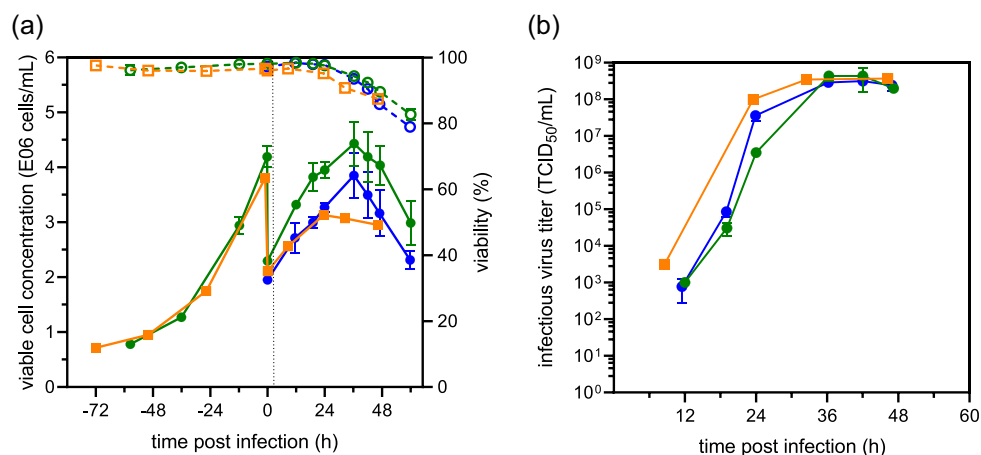 (a)
viable cell concentration (E06 cells/mL)
6
5
4
3
2
1
0
100
80
60
40
20
0
viability (%)
-72 -48 -24 0 24 48
time post infection (h)
(b)
infectious virus titer (TCID50/mL)
10⁹
10⁸
10⁷
10⁶
10⁵
10⁴
10³
10²
10¹
10⁰
12 24 36 48 60
time post infection (h)